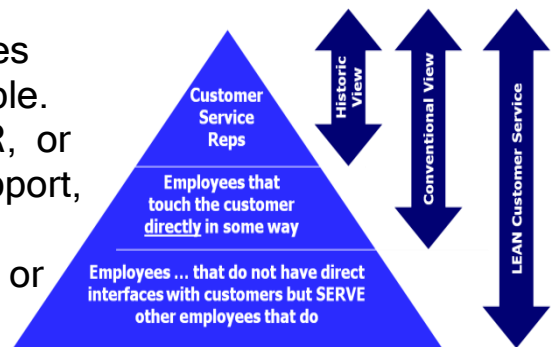 es
ole.
R, or
pport,
or
Customer
Service
Reps
Employees that
touch the customer
directly in some way
Employees ... that do not have direct
interfaces with customers but SERVE
other employees that do
Historic
View
Conventional View
LEAN Customer Service